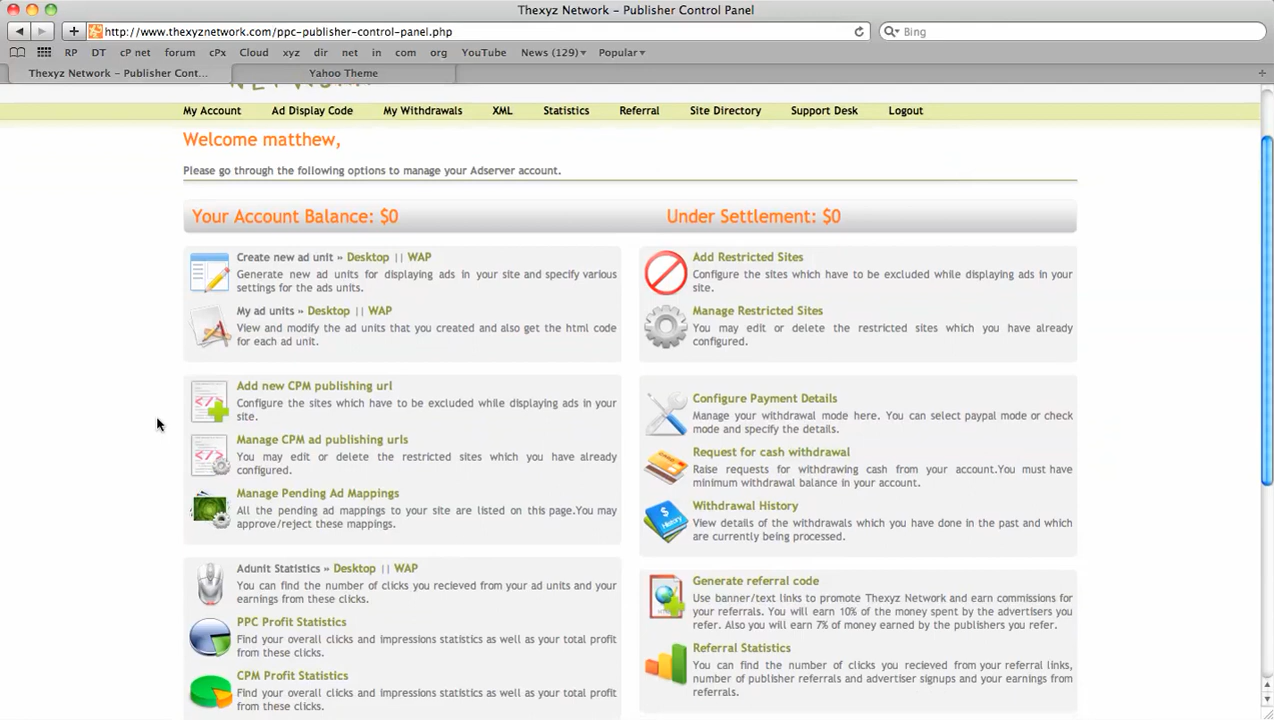 Thexyz Network – Publisher Control Panel
http://www.thexyznetwork.com/ppc-publisher-control-panel.php
Bing
RP DT cP net forum cPx Cloud xyz dir net in com org YouTube News (129) Popular
Thexyz Network – Publisher Cont...
Yahoo Theme
My Account Ad Display Code My Withdrawals XML Statistics Referral Site Directory Support Desk Logout
Welcome matthew,
Please go through the following options to manage your Adserver account.
Your Account Balance: $0
Under Settlement: $0
Create new ad unit » Desktop || WAP
Generate new ad units for displaying ads in your site and specify various
settings for the ads units.
My ad units » Desktop || WAP
View and modify the ad units that you created and also get the html code
for each ad unit.
Add Restricted Sites
Configure the sites which have to be excluded while displaying ads in your
site.
Manage Restricted Sites
You may edit or delete the restricted sites which you have already
configured.
Add new CPM publishing url
Configure the sites which have to be excluded while displaying ads in your
site.
Manage CPM ad publishing urls
You may edit or delete the restricted sites which you have already
configured.
Manage Pending Ad Mappings
All the pending ad mappings to your site are listed on this page.You may
approve/reject these mappings.
Configure Payment Details
Manage your withdrawal mode here. You can select paypal mode or check
mode and specify the details.
Request for cash withdrawal
Raise requests for withdrawing cash from your account.You must have
minimum withdrawal balance in your account.
Withdrawal History
View details of the withdrawals which you have done in the past and which
are currently being processed.
Adunit Statistics » Desktop || WAP
You can find the number of clicks you recieved from your ad units and your
earnings from these clicks.
PPC Profit Statistics
Find your overall clicks and impressions statistics as well as your total profit
from these clicks.
CPM Profit Statistics
Find your overall clicks and impressions statistics as well as your total profit
from these clicks.
Generate referral code
Use banner/text links to promote Thexyz Network and earn commissions for
your referrals. You will earn 10% of the money spent by the advertisers you
refer. Also you will earn 7% of money earned by the publishers you refer.
Referral Statistics
You can find the number of clicks you recieved from your referral links,
number of publisher referrals and advertiser signups and your earnings from
referrals.